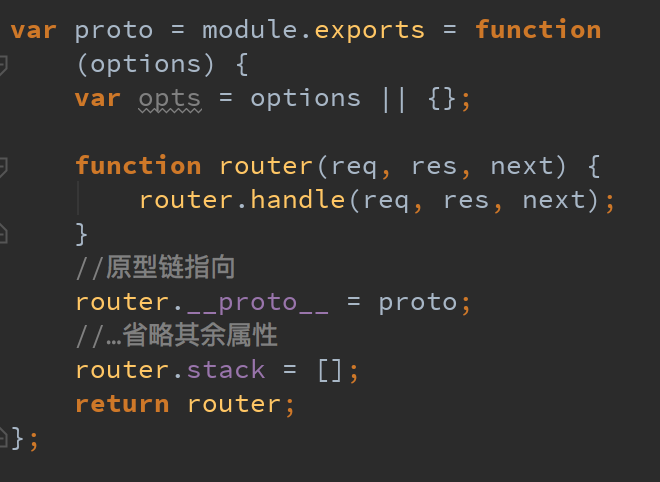 var proto = module.exports = function
(options) {
var opts = options || {};
function router(req, res, next) {
router.handle(req, res, next);
}
//原型链指向
router.__proto__ = proto;
//…省略其余属性
router.stack = [];
return router;
};